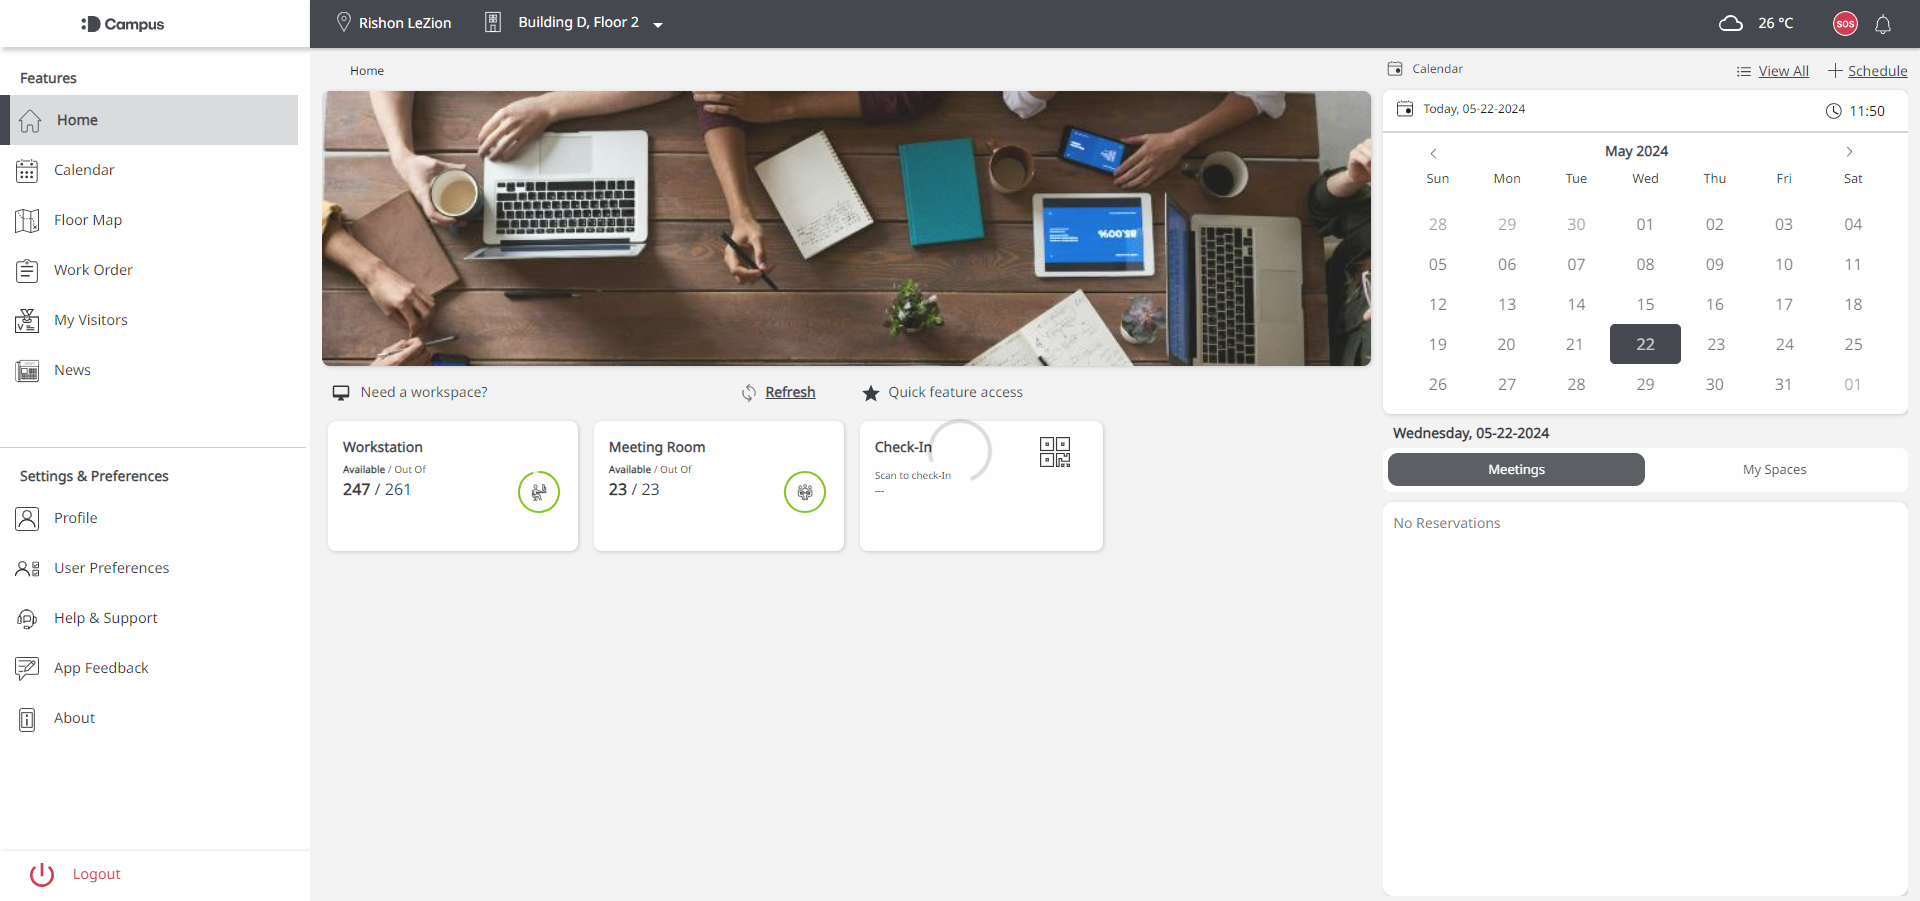 Campus
Rishon LeZion
Building D, Floor 2
26 °C
SOS
Features
Home
Calendar
Floor Map
Work Order
My Visitors
News
Settings & Preferences
Profile
User Preferences
Help & Support
App Feedback
About
Logout
Home
85.00%
Need a workspace?
Refresh
Quick feature access
Workstation
Available / Out Of
247 / 261
Meeting Room
Available / Out Of
23 / 23
Check-In
Scan to check-In
---
Calendar
View All
Schedule
Today, 05-22-2024
11:50
May 2024
Sun Mon Tue Wed Thu Fri Sat
28 29 30 01 02 03 04
05 06 07 08 09 10 11
12 13 14 15 16 17 18
19 20 21 22 23 24 25
26 27 28 29 30 31 01
Wednesday, 05-22-2024
Meetings
My Spaces
No Reservations